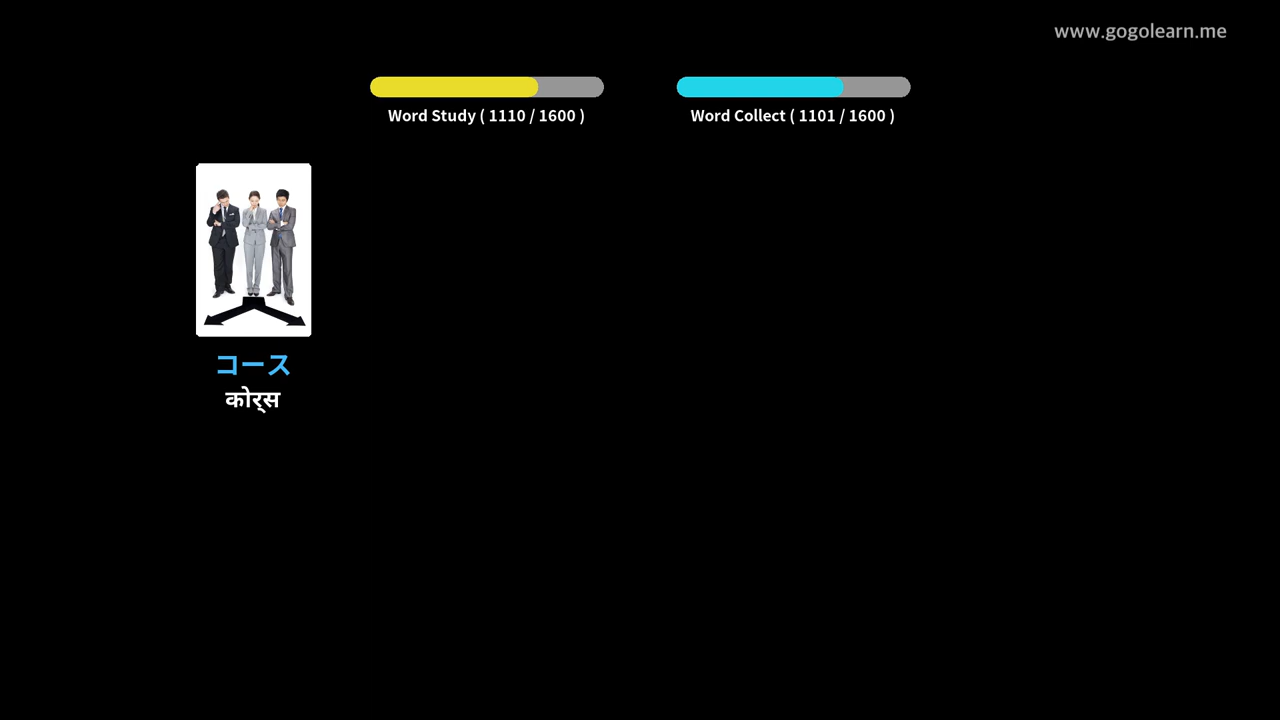 www.gogolearn.me
Word Study ( 1110 / 1600 )
Word Collect ( 1101 / 1600 )
コース
कोर्स